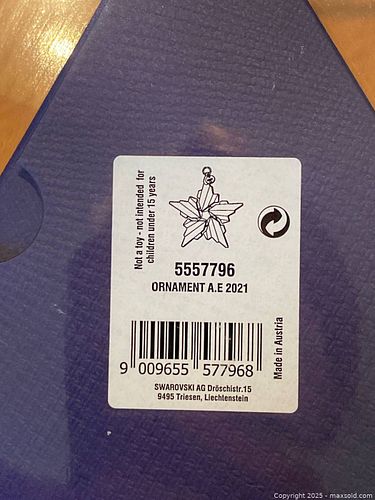 Not a toy - not intended for
children under 15 years
5557796
ORNAMENT A.E 2021
9 009655 577968
Made in Austria
SWAROVSKI AG Dröschistr.15
9495 Triesen, Liechtenstein
Copyright 2025 - maxsold.com